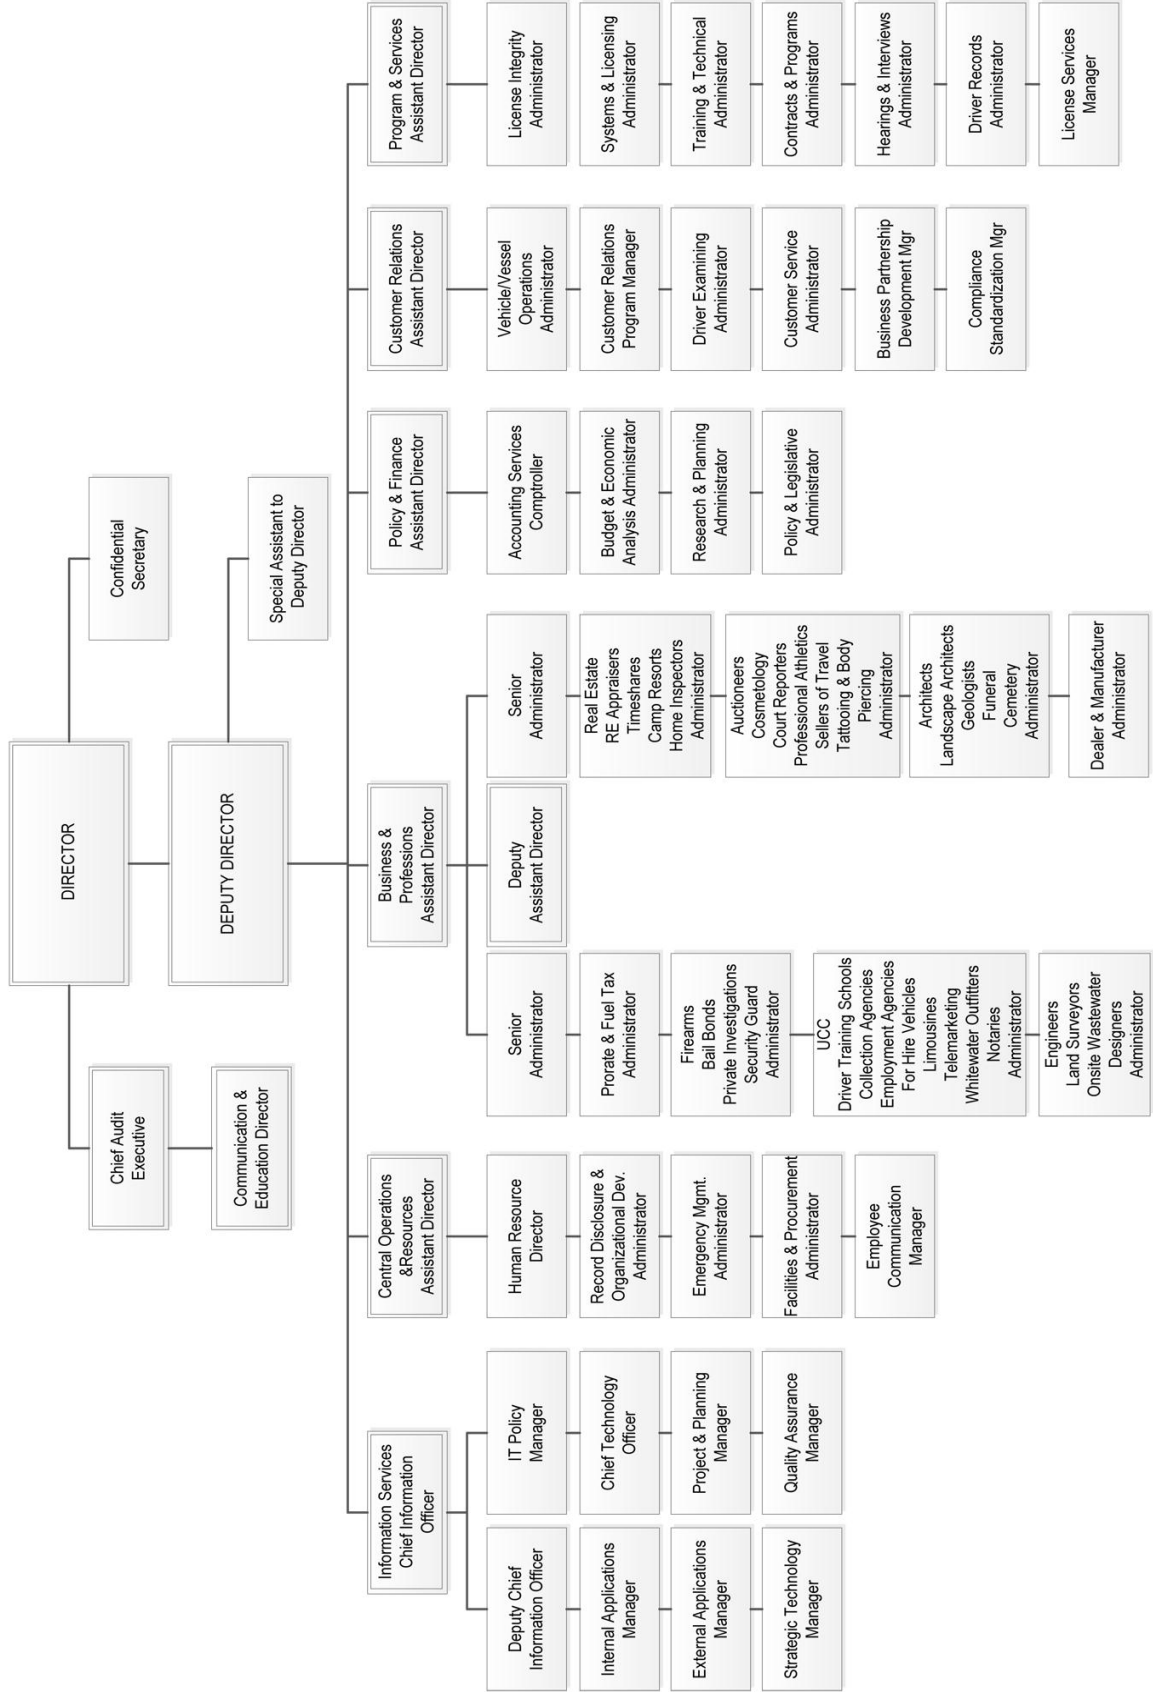 DIRECTOR
Confidential
Secretary
Chief Audit
Executive
Communication &
Education Director
DEPUTY DIRECTOR
Special Assistant to
Deputy Director
Information Services
Chief Information
Officer
Deputy Chief
Information Officer
Internal Applications
Manager
External Applications
Manager
Strategic Technology
Manager
IT Policy
Manager
Chief Technology
Officer
Project & Planning
Manager
Quality Assurance
Manager
Central Operations
&Resources
Assistant Director
Human Resource
Director
Record Disclosure &
Organizational Dev.
Administrator
Emergency Mgmt.
Administrator
Facilities & Procurement
Administrator
Employee
Communication
Manager
Business &
Professions
Assistant Director
Senior
Administrator
Prorate & Fuel Tax
Administrator
Firearms
Bail Bonds
Private Investigations
Security Guard
Administrator
UCC
Driver Training Schools
Collection Agencies
Employment Agencies
For Hire Vehicles
Limousines
Telemarketing
Whitewater Outfitters
Notaries
Administrator
Engineers
Land Surveyors
Onsite Wastewater
Designers
Administrator
Deputy
Assistant Director
Senior
Administrator
Real Estate
RE Appraisers
Timeshares
Camp Resorts
Home Inspectors
Administrator
Auctioneers
Cosmetology
Court Reporters
Professional Athletics
Sellers of Travel
Tattooing & Body
Piercing
Administrator
Architects
Landscape Architects
Geologists
Funeral
Cemetery
Administrator
Dealer & Manufacturer
Administrator
Policy & Finance
Assistant Director
Accounting Services
Comptroller
Budget & Economic
Analysis Administrator
Research & Planning
Administrator
Policy & Legislative
Administrator
Customer Relations
Assistant Director
Vehicle/Vessel
Operations
Administrator
Customer Relations
Program Manager
Driver Examining
Administrator
Customer Service
Administrator
Business Partnership
Development Mgr
Compliance
Standardization Mgr
Program & Services
Assistant Director
License Integrity
Administrator
Systems & Licensing
Administrator
Training & Technical
Administrator
Contracts & Programs
Administrator
Hearings & Interviews
Administrator
Driver Records
Administrator
License Services
Manager